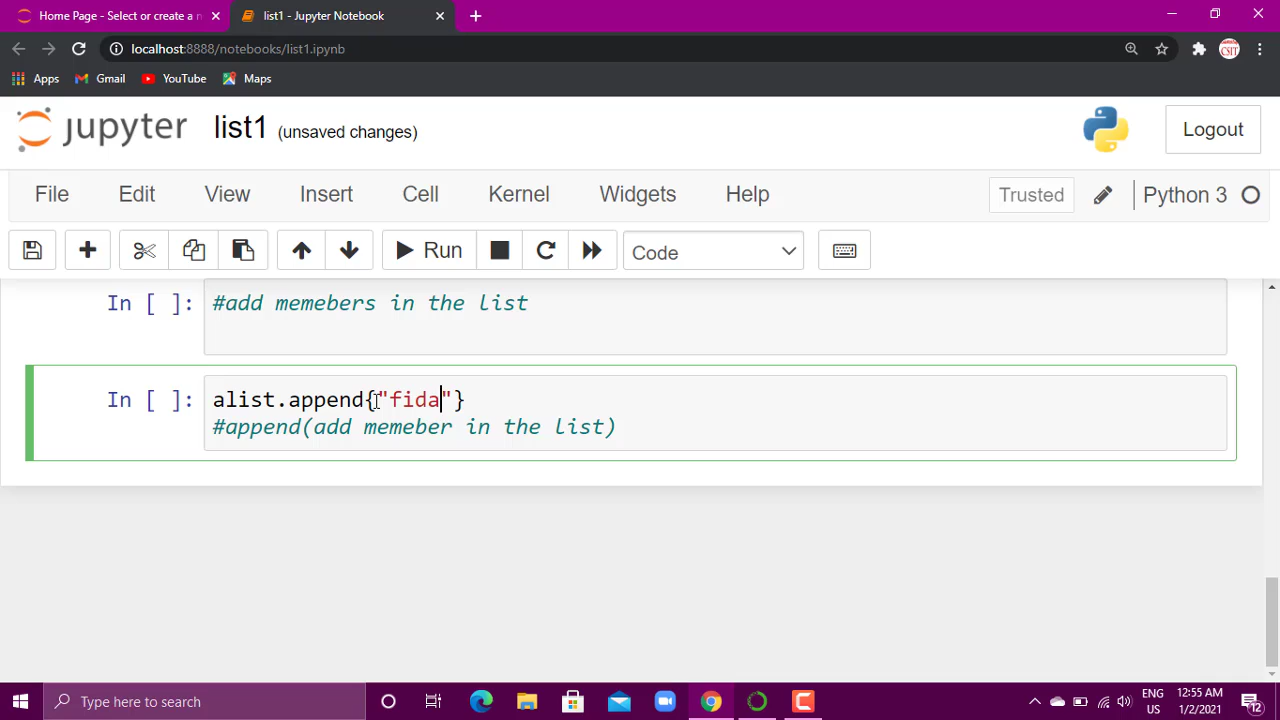 Home Page - Select or create a n
list1 - Jupyter Notebook
localhost:8888/notebooks/list1.ipynb
CSIT
Apps
Gmail
YouTube
Maps
jupyter
list1 (unsaved changes)
Logout
File
Edit
View
Insert
Cell
Kernel
Widgets
Help
Trusted
Python 3
Run
Code
In [ ]: #add memebers in the list
In [ ]: alist.append{"fida"}
#append(add memeber in the list)
Type here to search
ENG
US
12:55 AM
1/2/2021
12